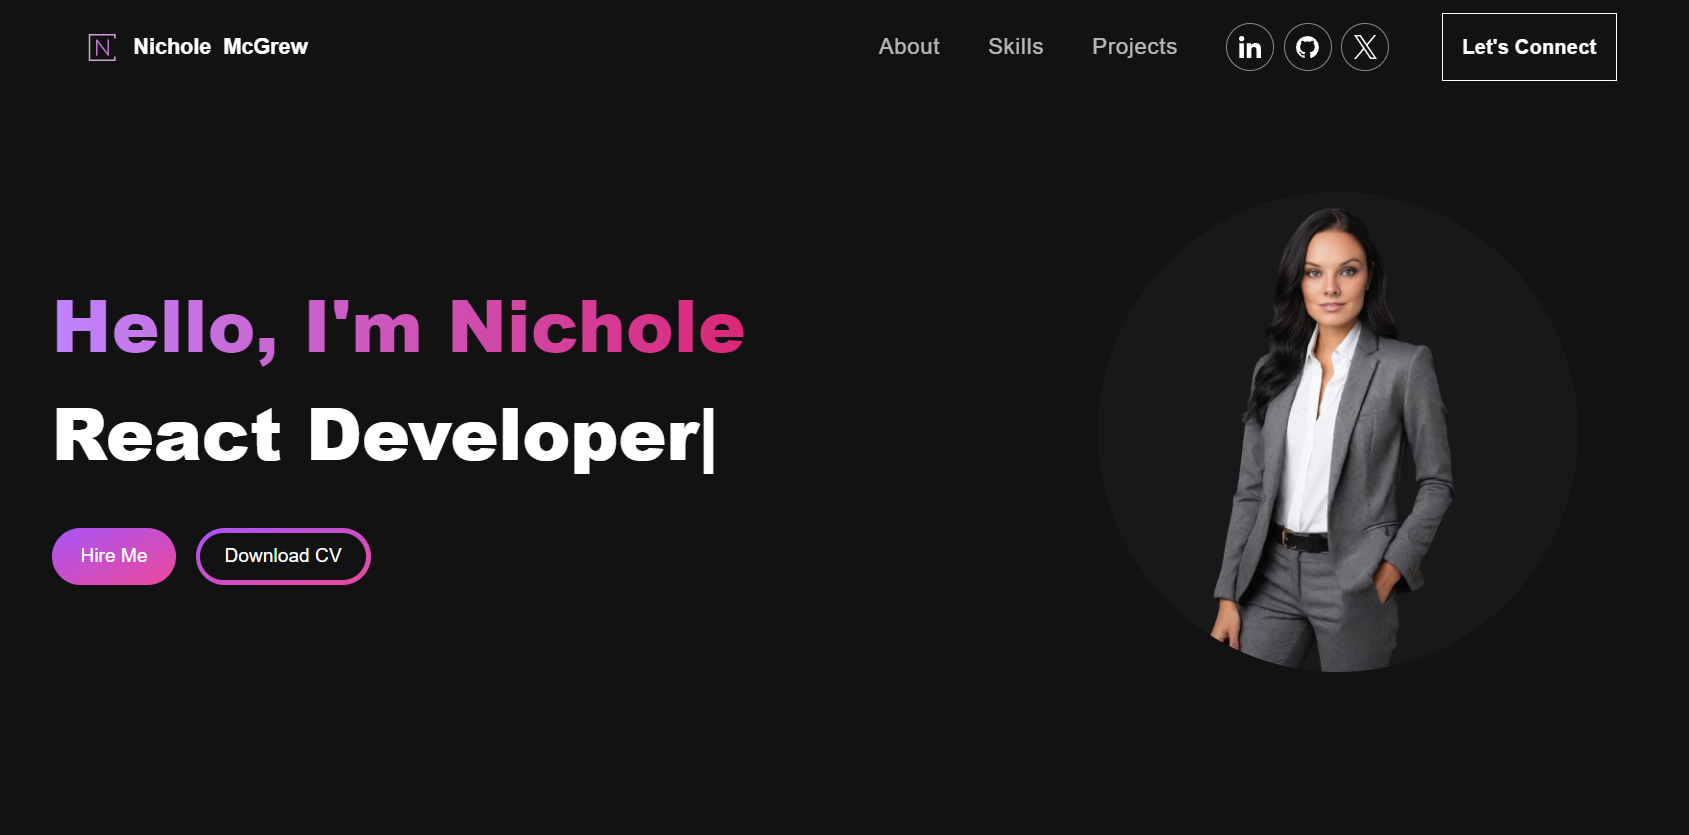 N Nichole McGrew
About Skills Projects in X Let's Connect
Hello, I'm Nichole
React Developer|
Hire Me Download CV